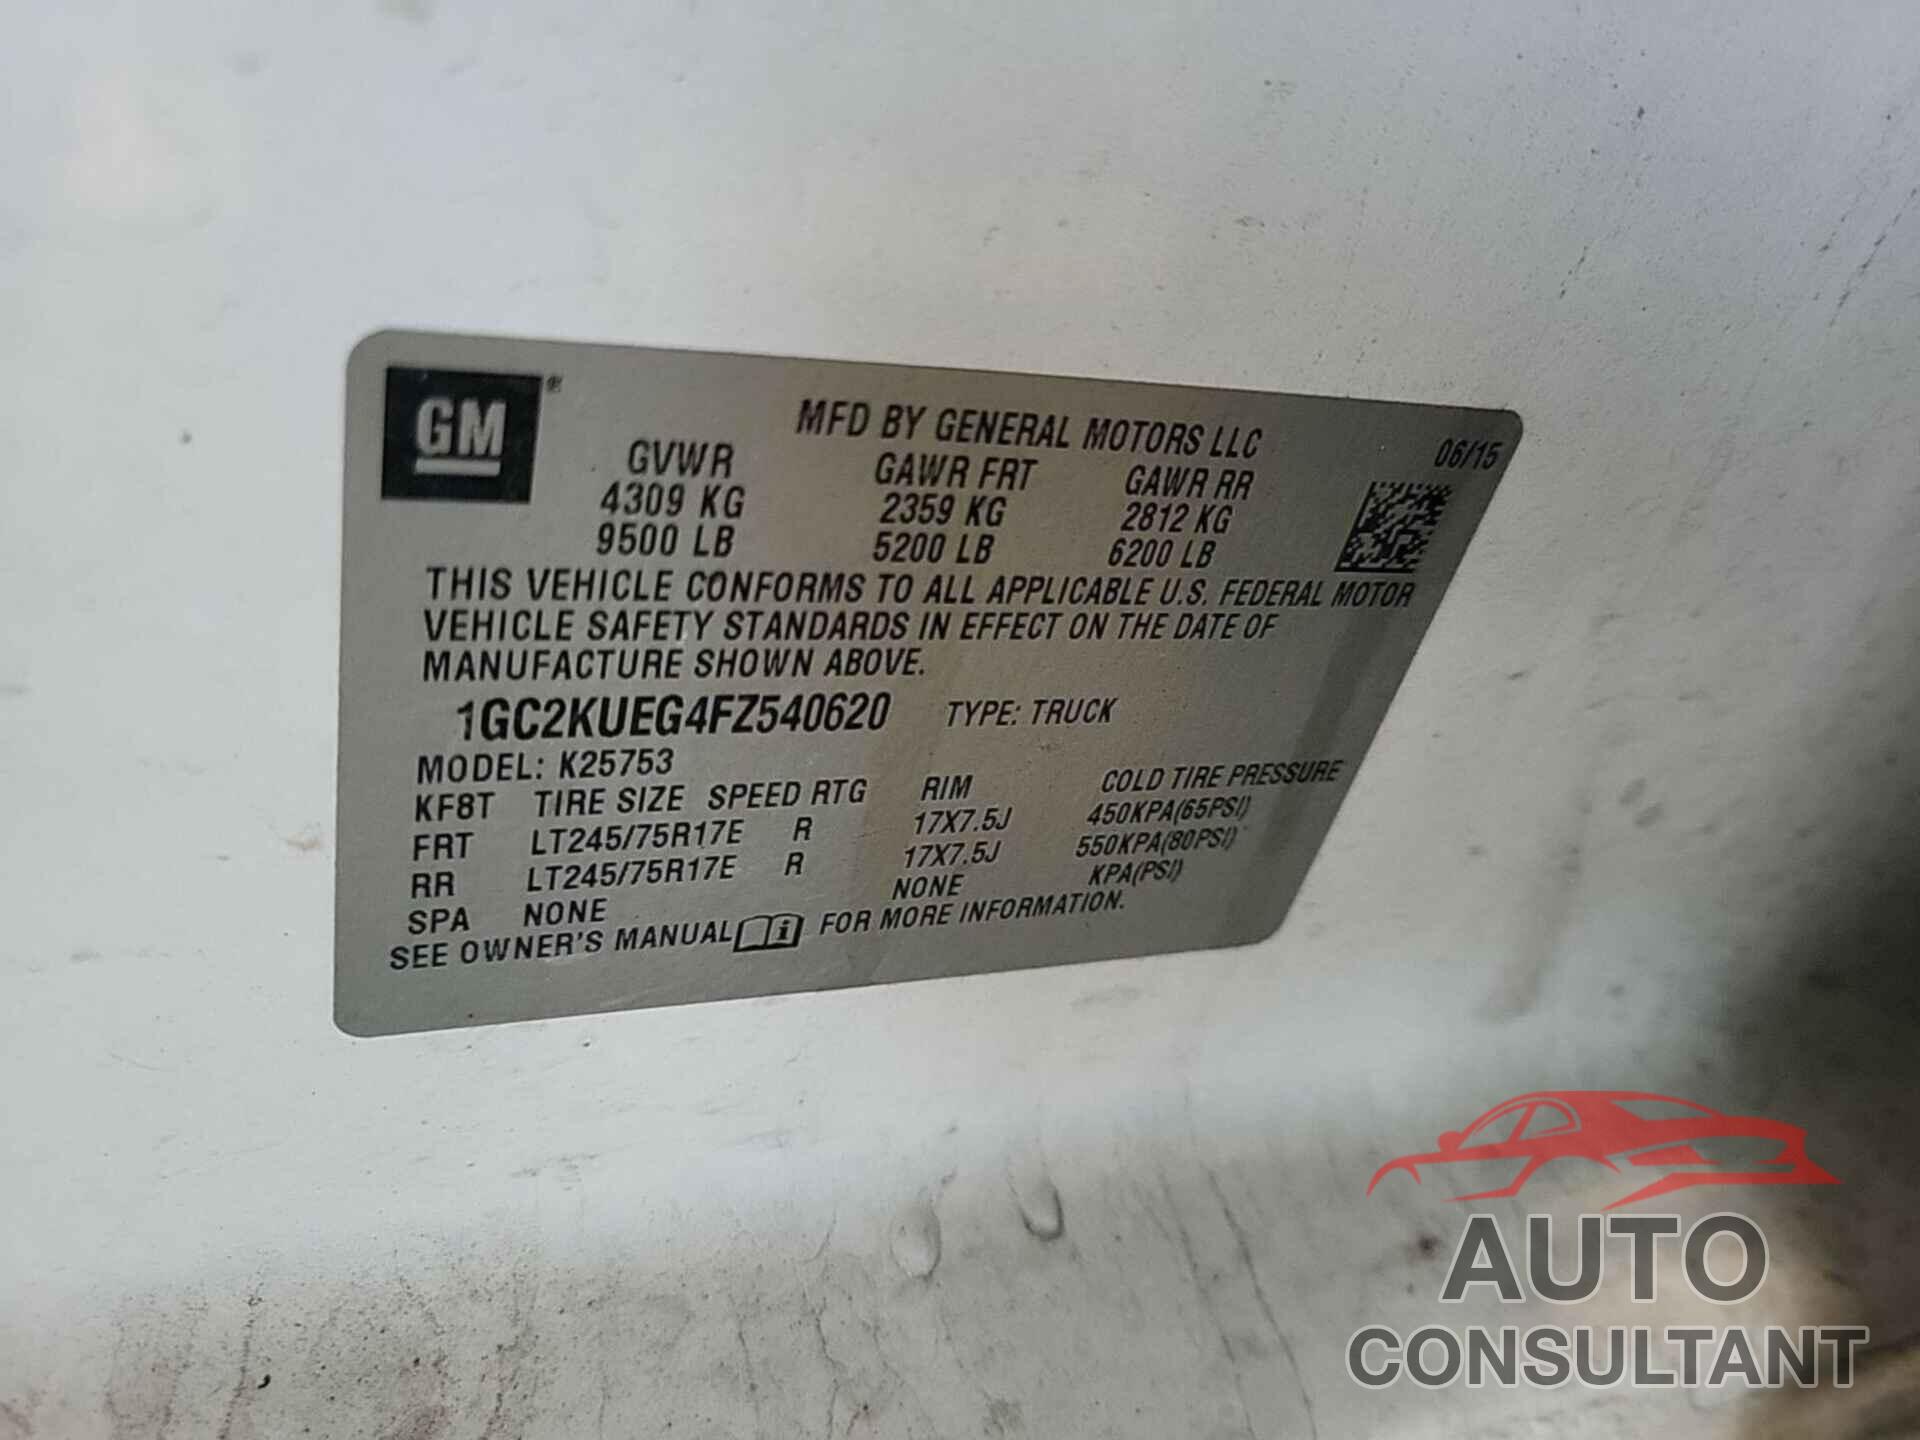 GM ®
MFD BY GENERAL MOTORS LLC
06/15
GVWR GAWR FRT GAWR RR
4309 KG 2359 KG 2812 KG
9500 LB 5200 LB 6200 LB
THIS VEHICLE CONFORMS TO ALL APPLICABLE U.S. FEDERAL MOTOR
VEHICLE SAFETY STANDARDS IN EFFECT ON THE DATE OF
MANUFACTURE SHOWN ABOVE.
1GC2KUEG4FZ540620 TYPE: TRUCK
MODEL: K25753
KF8T TIRE SIZE SPEED RTG RIM COLD TIRE PRESSURE
FRT LT245/75R17E R 17X7.5J 450KPA(65PSI)
RR LT245/75R17E R 17X7.5J 550KPA(80PSI)
SPA NONE NONE KPA(PSI)
SEE OWNER'S MANUAL i FOR MORE INFORMATION.
AUTO
CONSULTANT